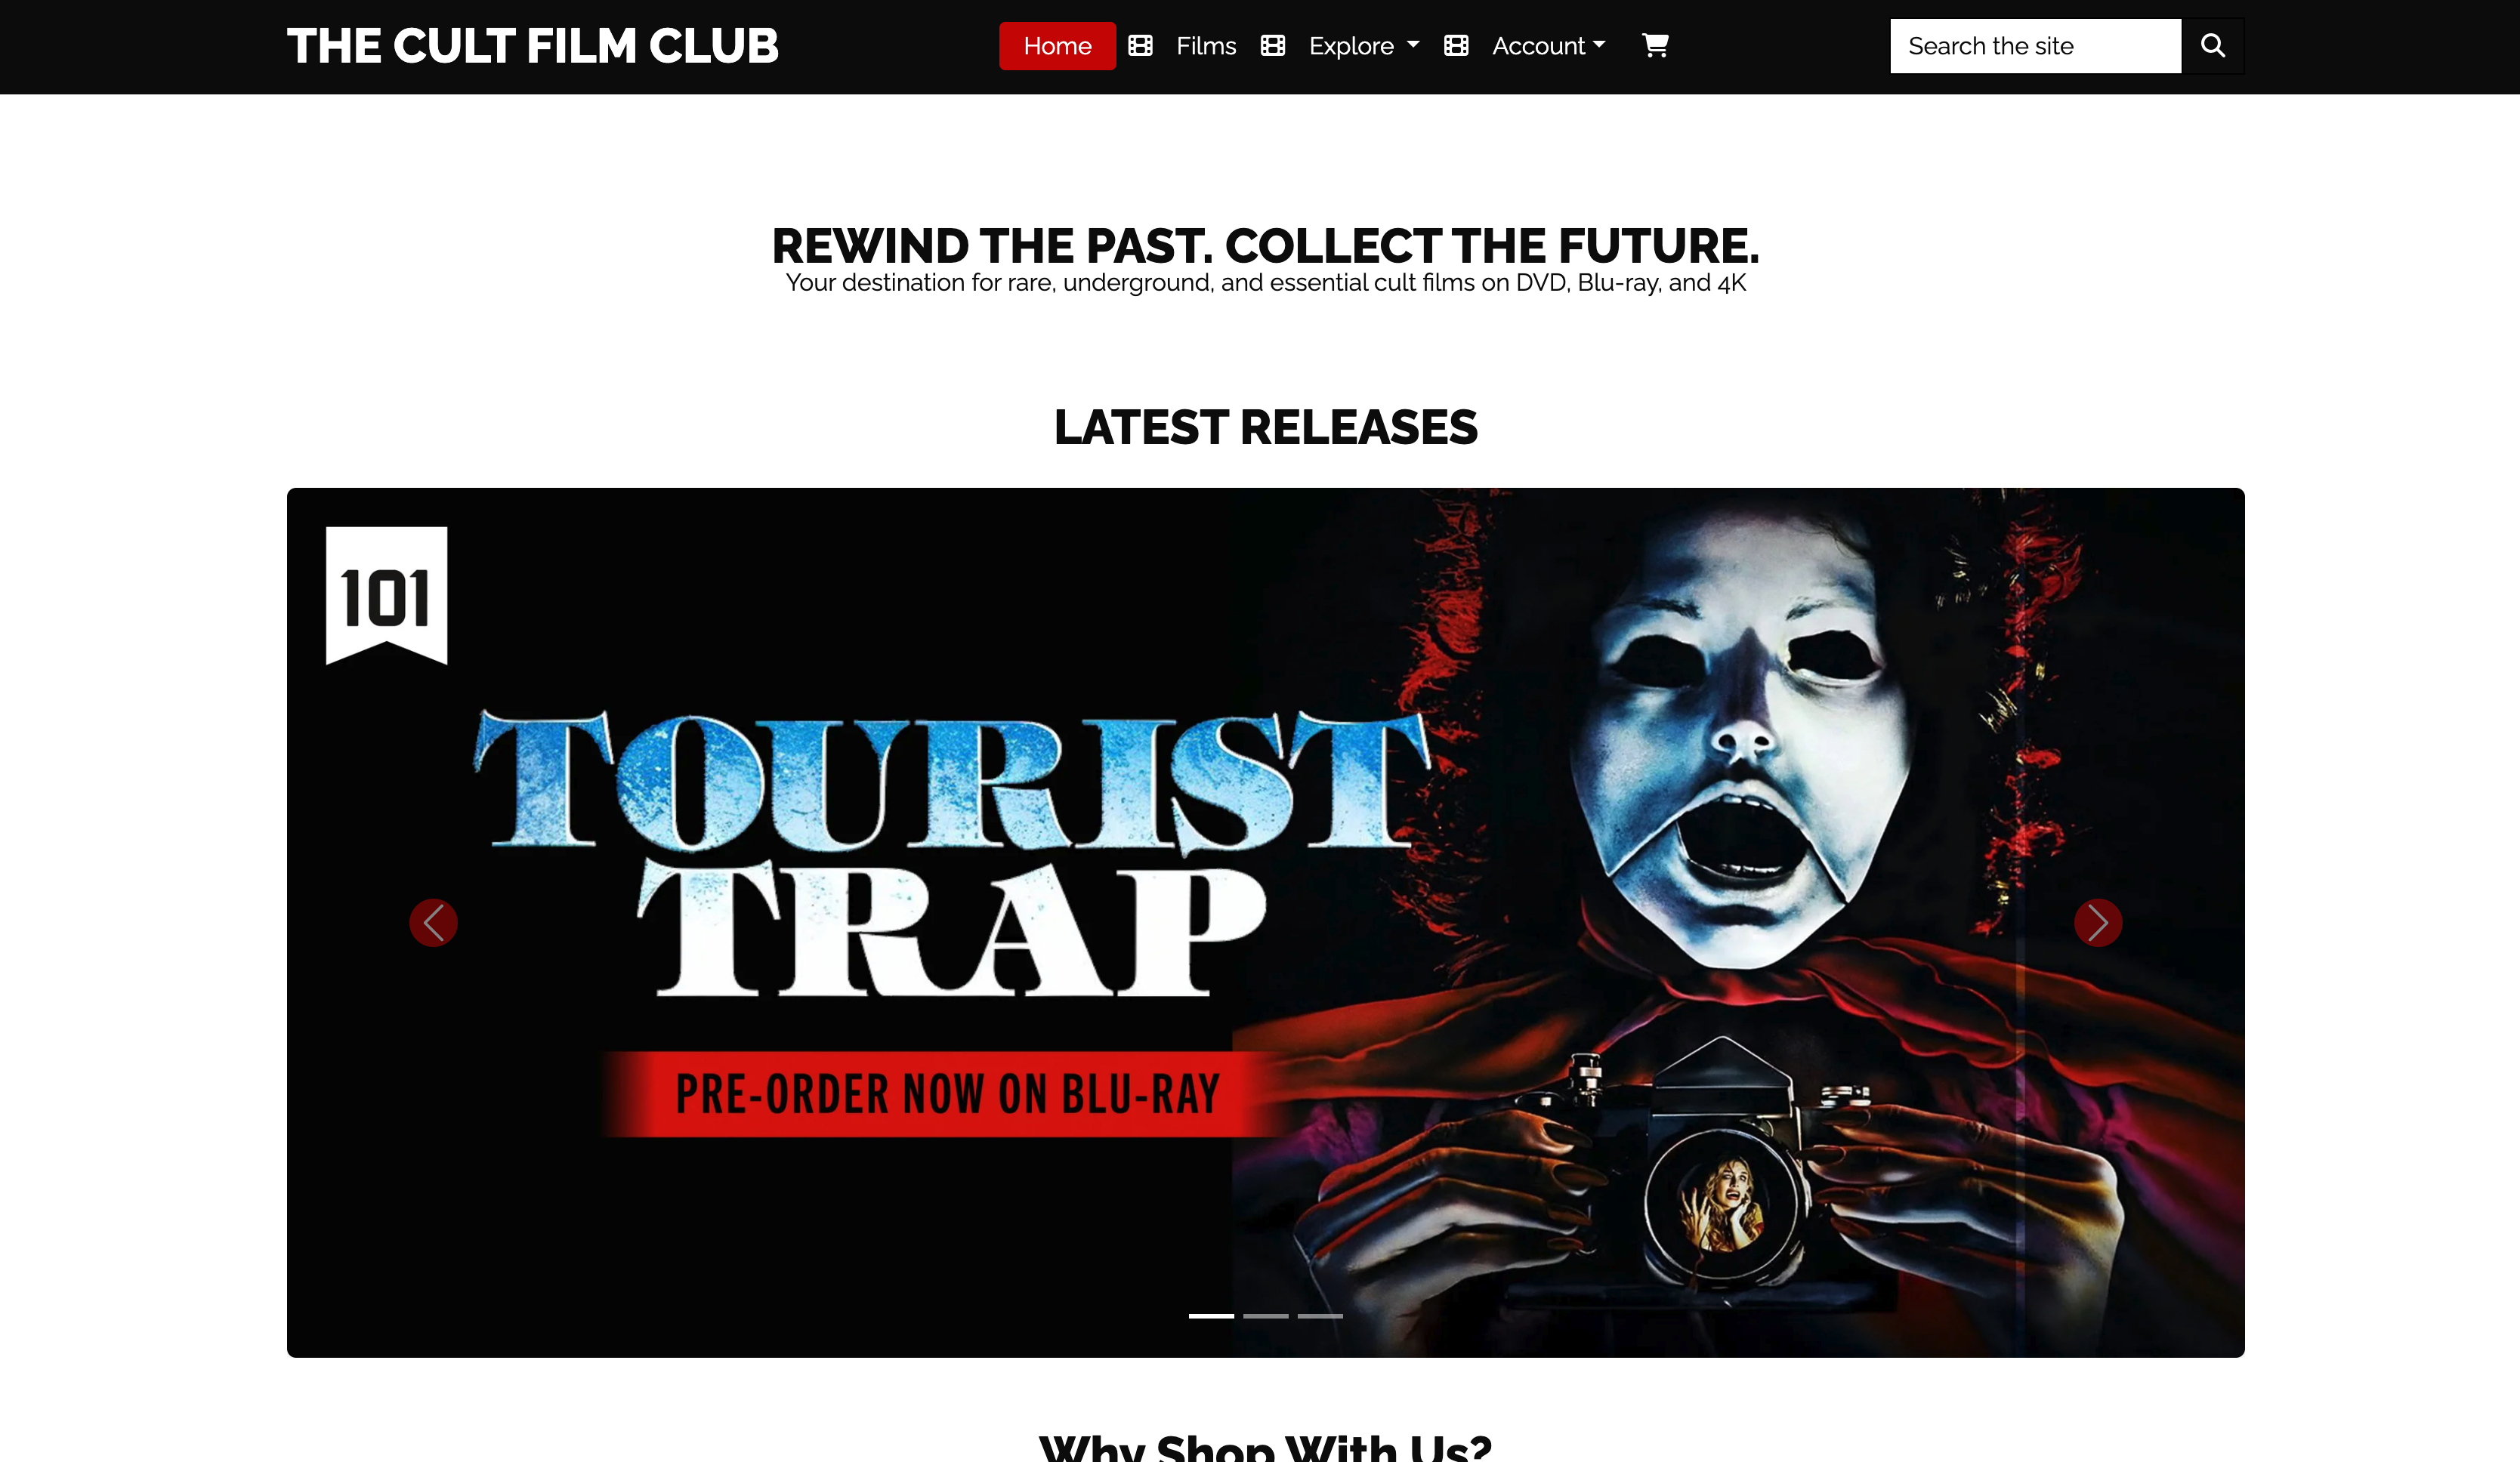 THE CULT FILM CLUB
Home Films Explore Account
Search the site
REWIND THE PAST. COLLECT THE FUTURE.
Your destination for rare, underground, and essential cult films on DVD, Blu-ray, and 4K
LATEST RELEASES
101
TOURIST
TRAP
PRE-ORDER NOW ON BLU-RAY
Why Shop With Us?